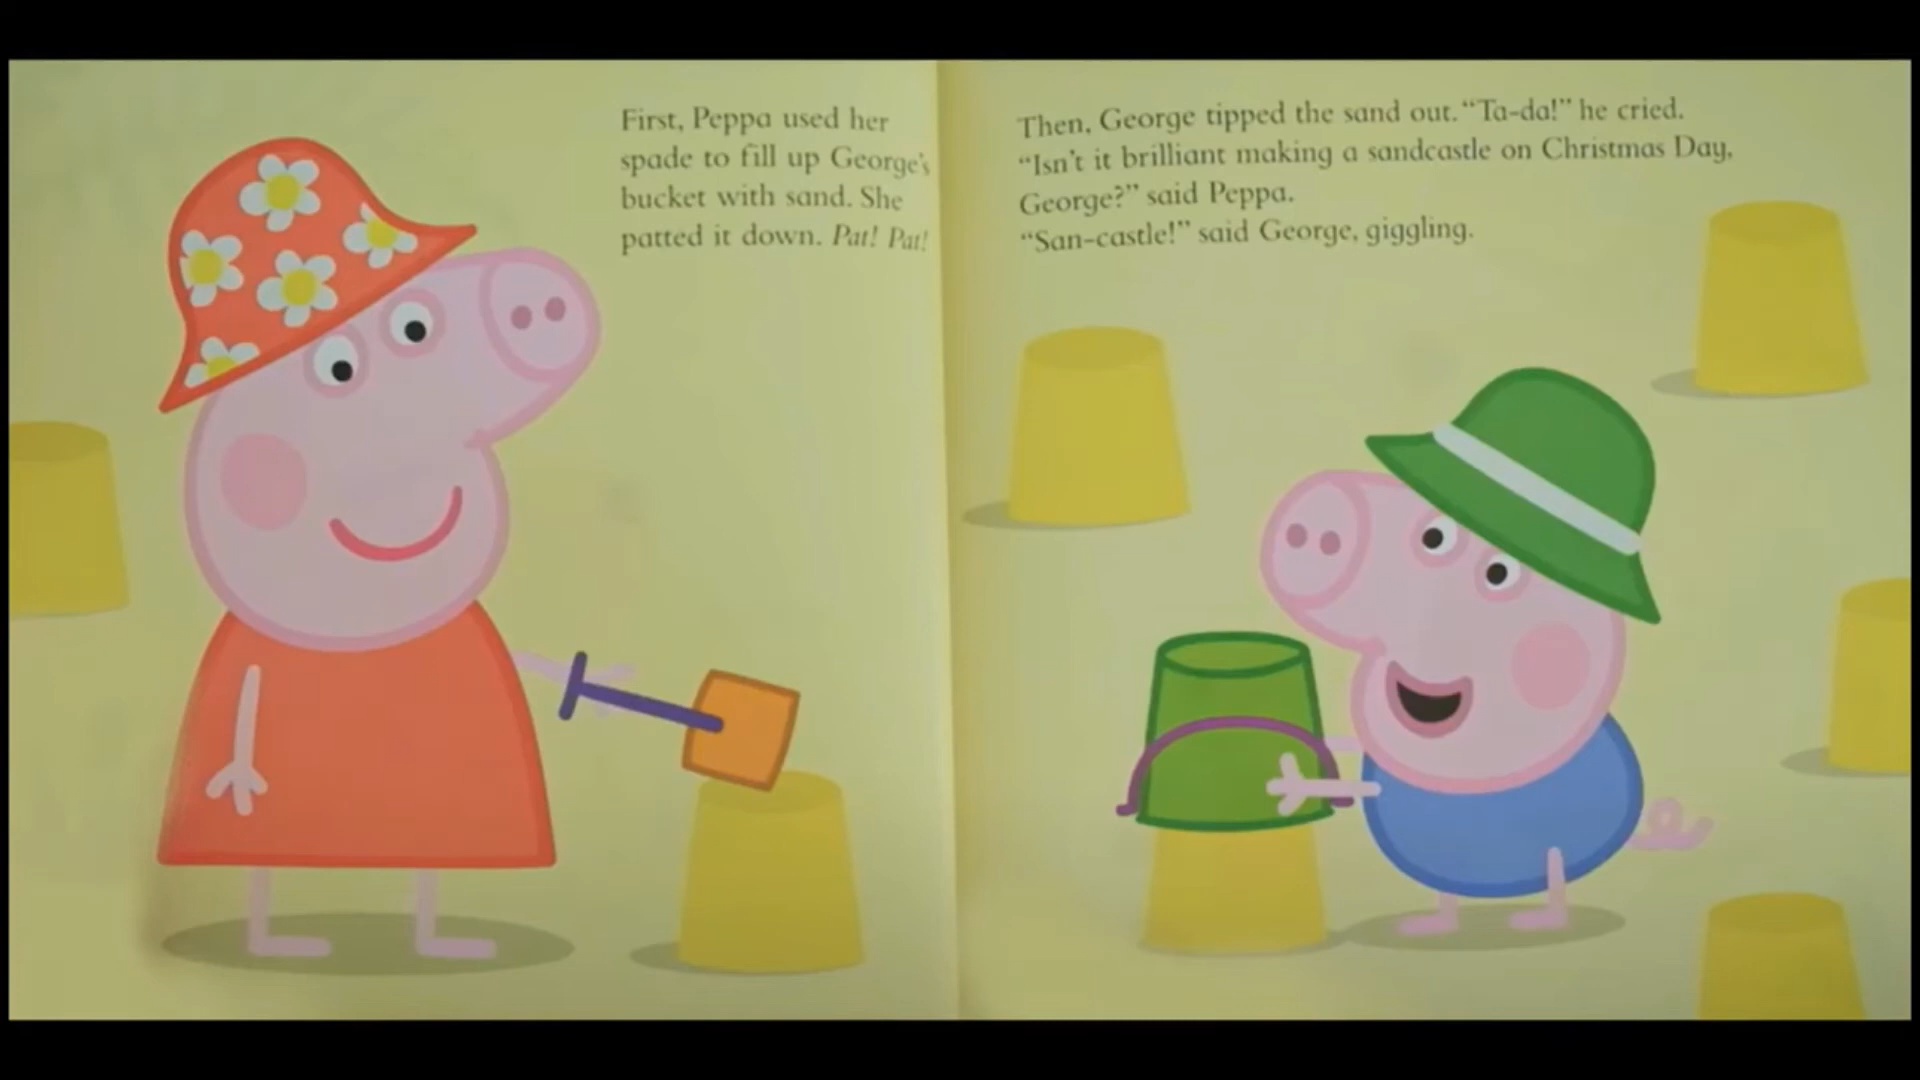 First, Peppa used her
spade to fill up George's
bucket with sand. She
patted it down. Pat! Pat!
Then, George tipped the sand out. “Ta-da!” he cried.
“Isn't it brilliant making a sandcastle on Christmas Day,
George?” said Peppa.
“San-castle!” said George, giggling.